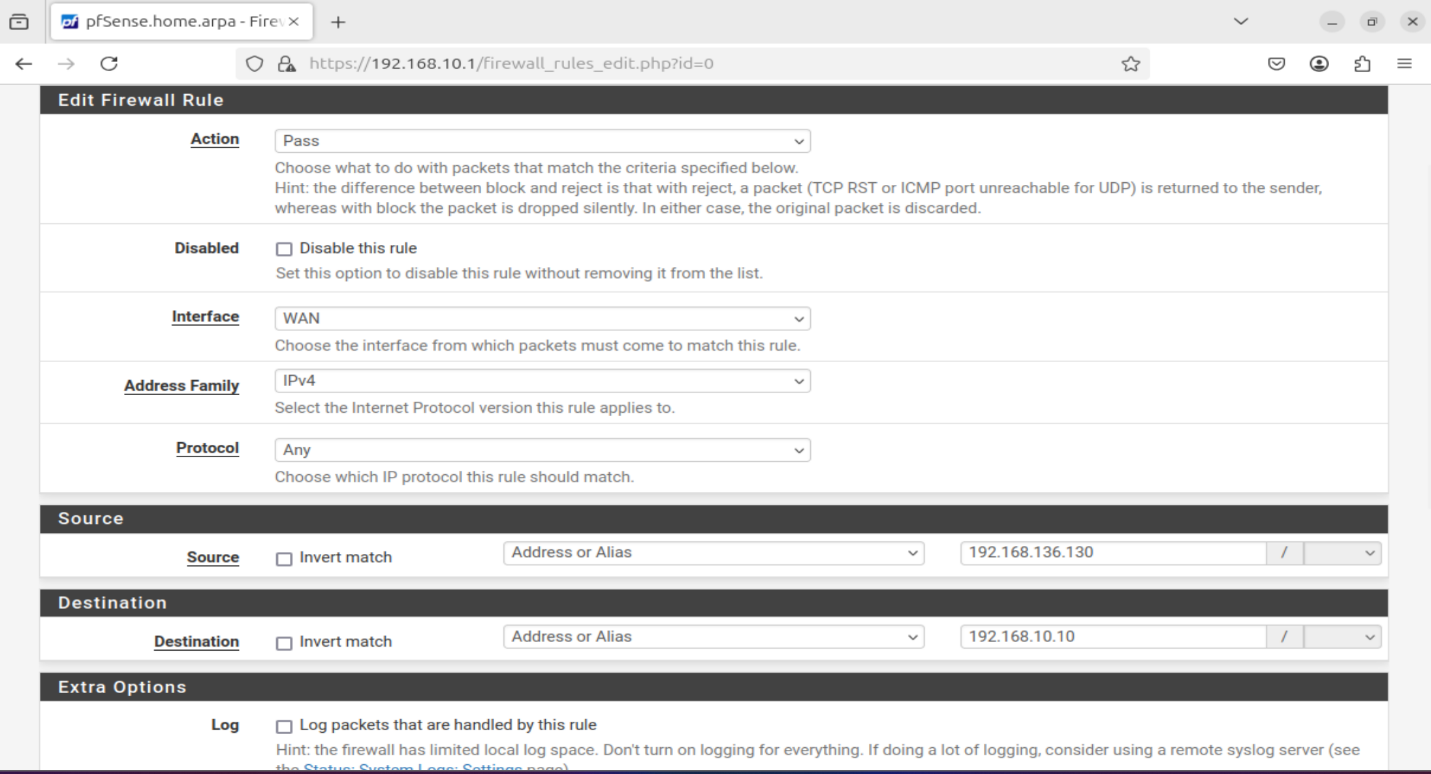 pfSense.home.arpa - Firew
https://192.168.10.1/firewall_rules_edit.php?id=0
Edit Firewall Rule
Action
Pass
Choose what to do with packets that match the criteria specified below.
Hint: the difference between block and reject is that with reject, a packet (TCP RST or ICMP port unreachable for UDP) is returned to the sender,
whereas with block the packet is dropped silently. In either case, the original packet is discarded.
Disabled
Disable this rule
Set this option to disable this rule without removing it from the list.
Interface
WAN
Choose the interface from which packets must come to match this rule.
Address Family
IPv4
Select the Internet Protocol version this rule applies to.
Protocol
Any
Choose which IP protocol this rule should match.
Source
Source
Invert match
Address or Alias
192.168.136.130
/
Destination
Destination
Invert match
Address or Alias
192.168.10.10
/
Extra Options
Log
Log packets that are handled by this rule
Hint: the firewall has limited local log space. Don't turn on logging for everything. If doing a lot of logging, consider using a remote syslog server (see
the Status: System Logs: Settings page)